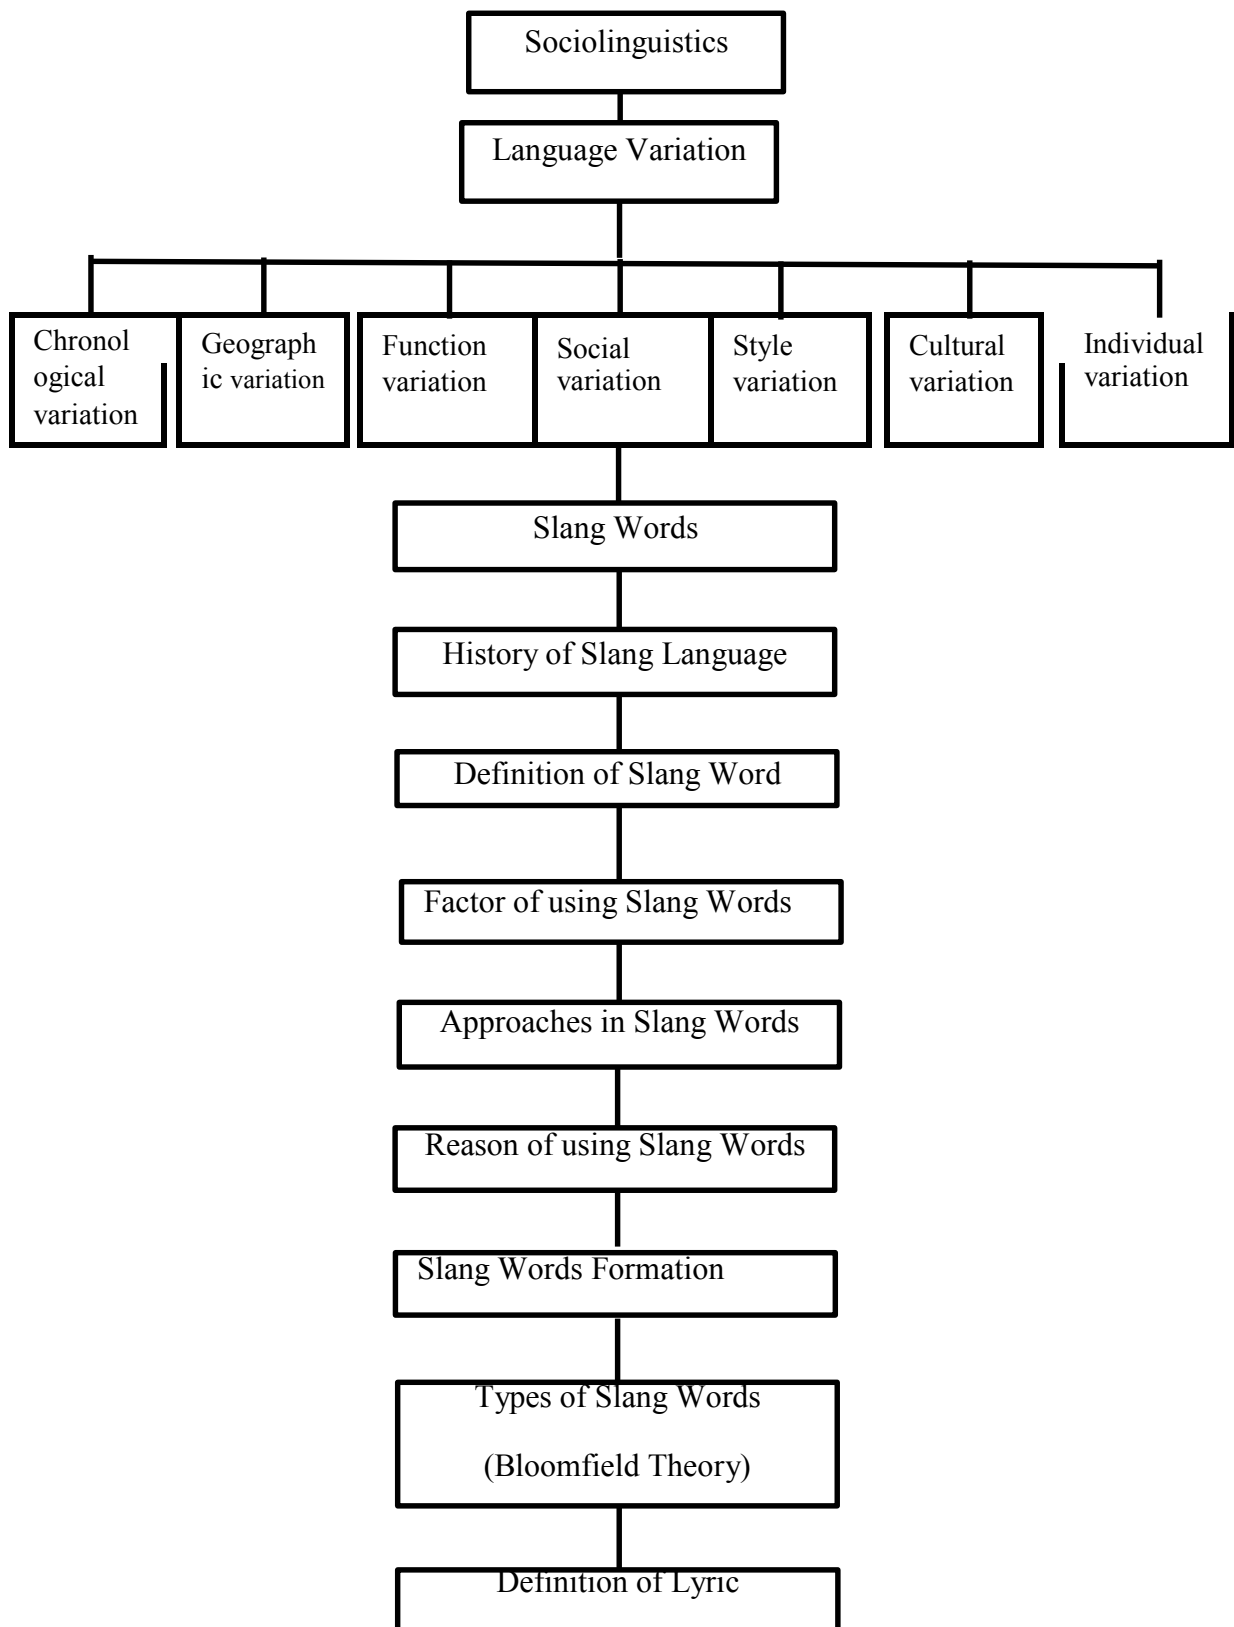 Sociolinguistics
Language Variation
Chronol
ogical
variation
Geograph
ic variation
Function
variation
Social
variation
Style
variation
Cultural
variation
Individual
variation
Slang Words
History of Slang Language
Definition of Slang Word
Factor of using Slang Words
Approaches in Slang Words
Reason of using Slang Words
Slang Words Formation
Types of Slang Words
(Bloomfield Theory)
Definition of Lyric